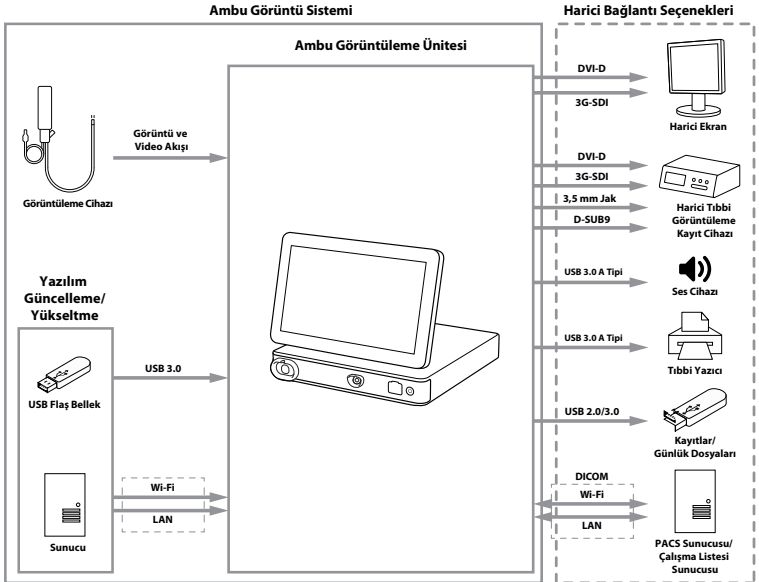 Ambu Görüntü Sistemi
Harici Bağlantı Seçenekleri
Ambu Görüntüleme Ünitesi
Görüntü ve
Video Akışı
Görüntüleme Cihazı
Yazılım
Güncelleme/
Yükseltme
USB 3.0
USB Flaş Bellek
Wi-Fi
LAN
Sunucu
DVI-D
3G-SDI
Harici Ekran
DVI-D
3G-SDI
3,5 mm Jak
D-SUB9
Harici Tıbbi
Görüntüleme
Kayıt Cihazı
USB 3.0 A Tipi
Ses Cihazı
USB 3.0 A Tipi
Tıbbi Yazıcı
USB 2.0/3.0
Kayıtlar/
Günlük Dosyaları
DICOM
Wi-Fi
LAN
PACS Sunucusu/
Çalışma Listesi
Sunucusu